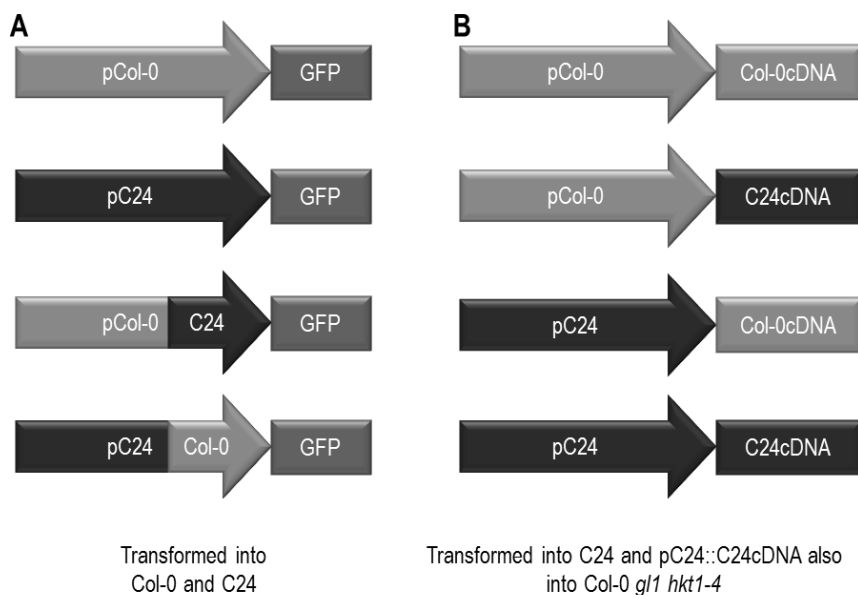 A
pCol-0 GFP
pC24 GFP
pCol-0 C24 GFP
pC24 Col-0 GFP
Transformed into
Col-0 and C24
B
pCol-0 Col-0cDNA
pCol-0 C24cDNA
pC24 Col-0cDNA
pC24 C24cDNA
Transformed into C24 and pC24::C24cDNA also
into Col-0 gl1 hkt1-4